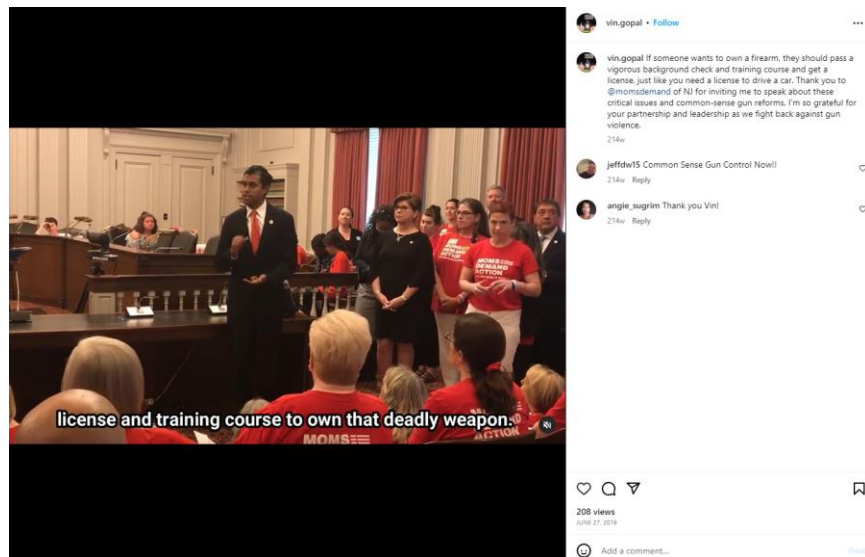 vin.gopal • Follow
vin.gopal If someone wants to own a firearm, they should pass a
vigorous background check and training course and get a
license, just like you need a license to drive a car. Thank you to
@momsdemand of NJ for inviting me to speak about these
critical issues and common-sense gun reforms. I'm so grateful for
your partnership and leadership as we fight back against gun
violence.
214w
jeffdw15 Common Sense Gun Control Now!!
214w Reply
angie_sugrim Thank you Vin!
214w Reply
MOMS
DEMAND
ACTION
license and training course to own that deadly weapon.
MOMS
ACTION
208 views
JUNE 27, 2019
Add a comment...
Post